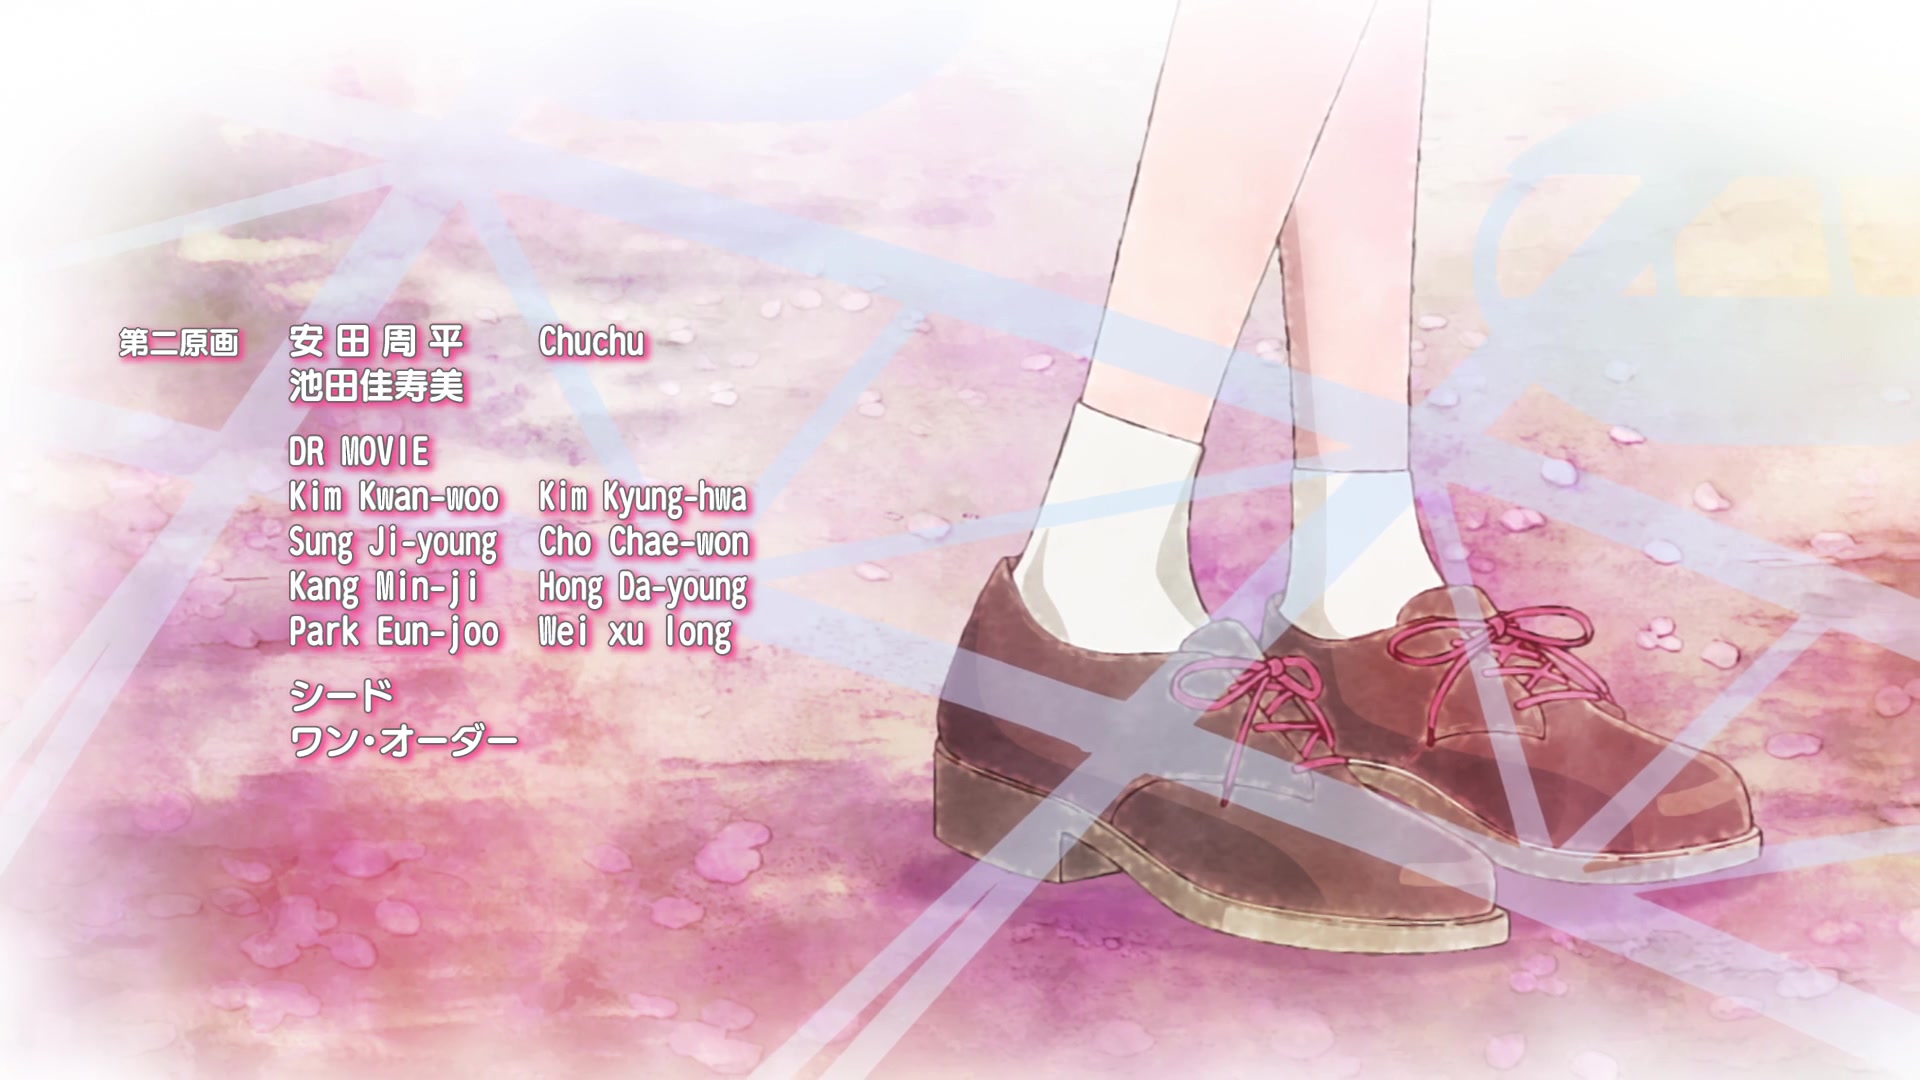 第二原画 安田周平 Chuchu
池田佳寿美
DR MOVIE
Kim Kwan-woo Kim Kyung-hwa
Sung Ji-young Cho Chae-won
Kang Min-ji Hong Da-young
Park Eun-joo Wei xu long
シード
ワン・オーダー